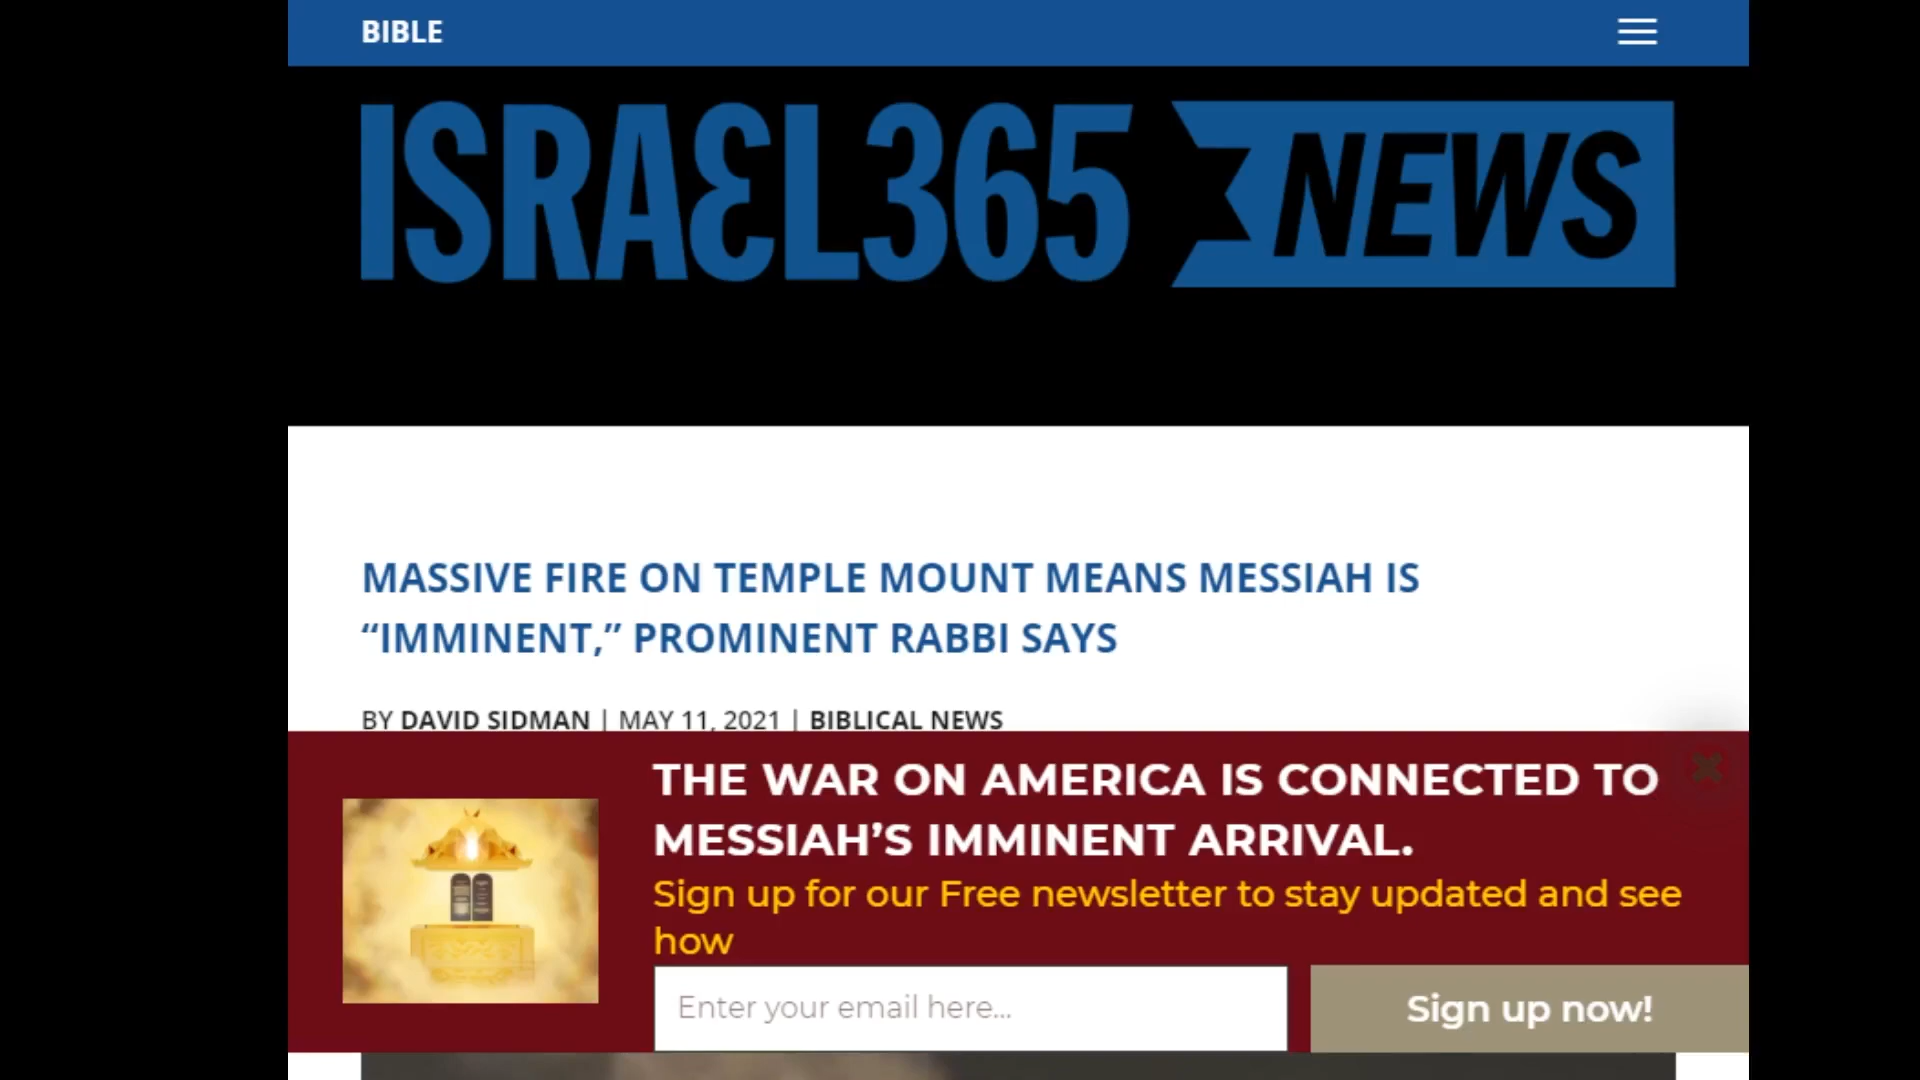 BIBLE
ISRAEL365 NEWS
MASSIVE FIRE ON TEMPLE MOUNT MEANS MESSIAH IS
“IMMINENT,” PROMINENT RABBI SAYS
BY DAVID SIDMAN | MAY 11, 2021 | BIBLICAL NEWS
THE WAR ON AMERICA IS CONNECTED TO
MESSIAH’S IMMINENT ARRIVAL.
Sign up for our Free newsletter to stay updated and see
how
Enter your email here...
Sign up now!